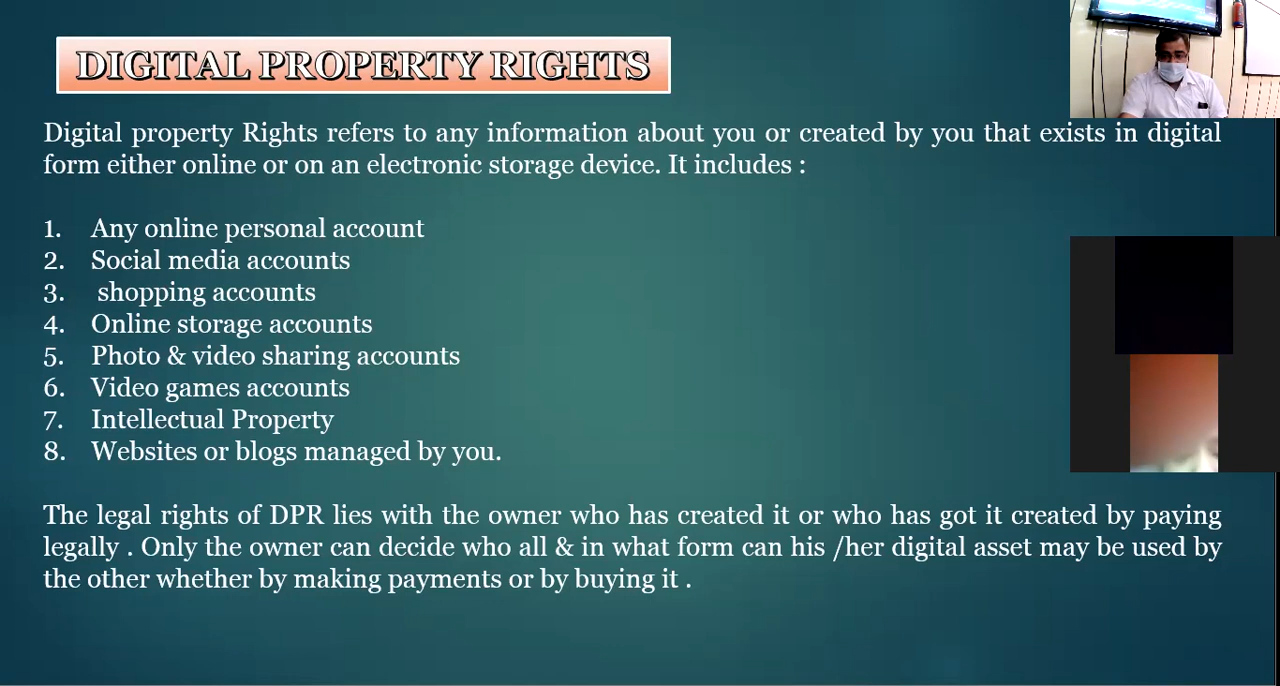 DIGITAL PROPERTY RIGHTS
Digital property Rights refers to any information about you or created by you that exists in digital
form either online or on an electronic storage device. It includes :
1. Any online personal account
2. Social media accounts
3. shopping accounts
4. Online storage accounts
5. Photo & video sharing accounts
6. Video games accounts
7. Intellectual Property
8. Websites or blogs managed by you.
The legal rights of DPR lies with the owner who has created it or who has got it created by paying
legally . Only the owner can decide who all & in what form can his /her digital asset may be used by
the other whether by making payments or by buying it .